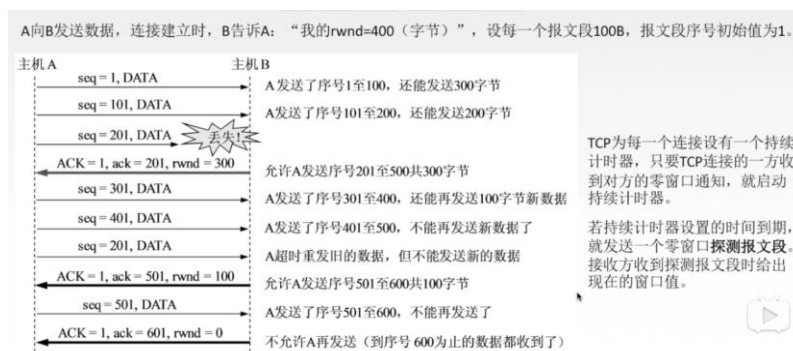 A向B发送数据，连接建立时，B告诉A：“我的rwnd=400（字节）”，设每一个报文段100B，报文段序号初始值为1。
主机A
主机B
seq = 1, DATA
A发送了序号1至100，还能发送300字节
seq = 101, DATA
A发送了序号101至200，还能发送200字节
seq = 201, DATA
丢失!
ACK = 1, ack = 201, rwnd = 300
允许A发送序号201至500共300字节
seq = 301, DATA
A发送了序号301至400，还能再发送100字节新数据
seq = 401, DATA
A发送了序号401至500，不能再发送新数据了
seq = 201, DATA
A超时重发旧的数据，但不能发送新的数据
ACK = 1, ack = 501, rwnd = 100
允许A发送序号501至600共100字节
seq = 501, DATA
A发送了序号501至600，不能再发送了
ACK = 1, ack = 601, rwnd = 0
不允许A再发送（到序号600为止的数据都收到了）
TCP为每一个连接设有一个持续
计时器，只要TCP连接的一方收
到对方的零窗口通知，就启动
持续计时器。
若持续计时器设置的时间到期，
就发送一个零窗口探测报文段。
接收方收到探测报文段时给出
现在的窗口值。